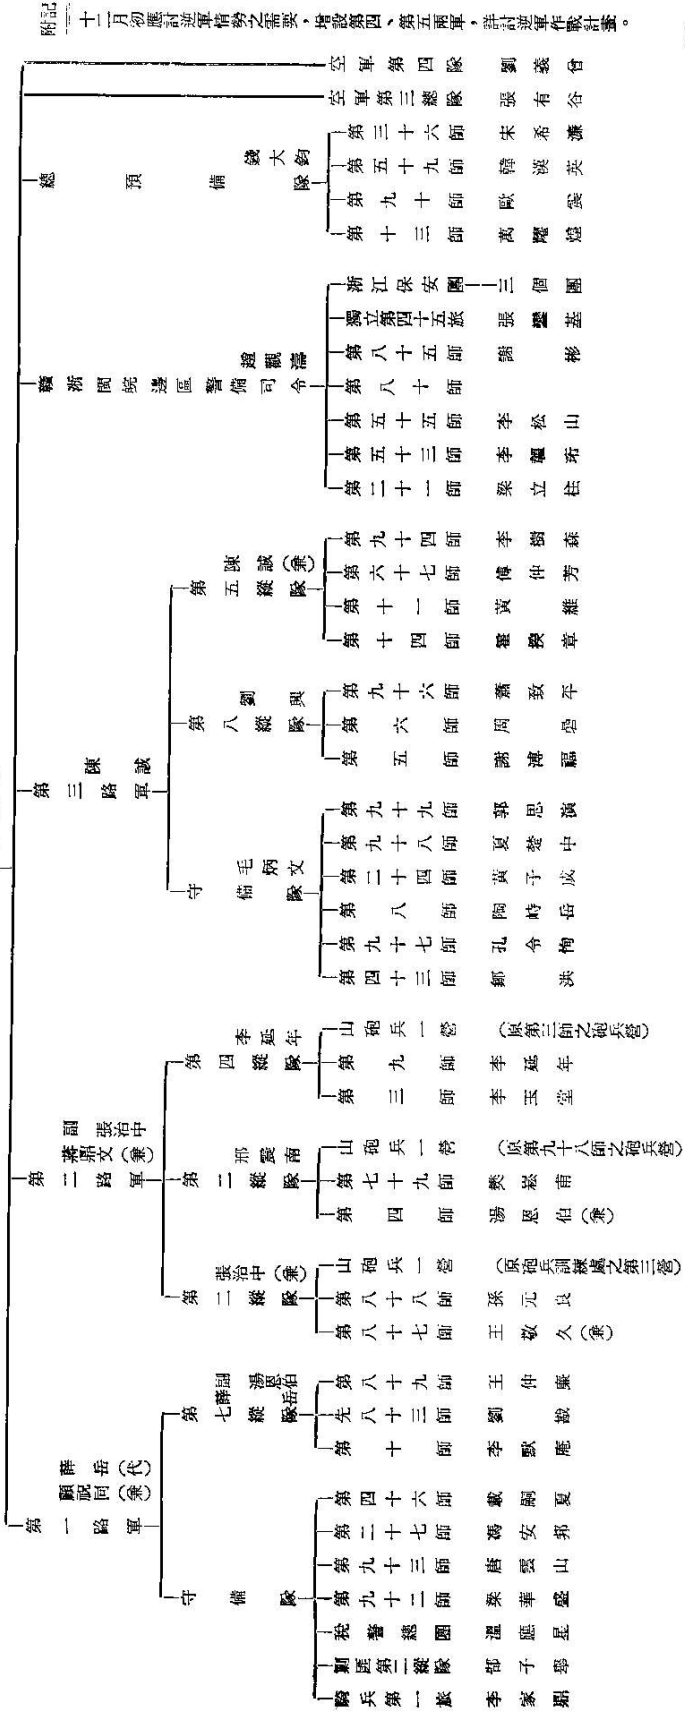 附記 十二月初應討逆軍情勢之需要，增設第四、第五兩軍，詳討逆軍作戰計畫。
空軍第四隊 劉義曾
空軍第三總隊 張有谷
總預備隊 錢大鈞
第三十六師 宋希濂
第五十九師 韓漢英
第九十師 歐震
第十三師 萬耀煌
贛浙閩皖邊區警備司令 趙觀濤
浙江保安團 三個團
獨立第四十五旅 張鑾基
第八十五師 謝彬
第八十師
第五十五師 李松山
第五十三師 李韞珩
第二十一師 梁立柱
第三路軍 陳誠
第五縱隊 陳誠（兼）
第九十四師 李樹森
第六十七師 傅仲芳
第十一師 黃維
第十四師 霍揆章
第八縱隊 劉興
第九十六師 蕭致平
第六師 周喦
第五師 謝溥福
守備隊 毛炳文
第九十九師 郭思演
第九十八師 夏楚中
第二十四師 黃子咸
第八師 陶峙岳
第九十七師 孔令恂
第四十三師 鄒洪
第二路軍 蔣鼎文（兼） 副張治中
第四縱隊 李延年
山砲兵一營 （原第三師之砲兵營）
第九師 李延年
第三師 李玉堂
第二縱隊 邢震南
山砲兵一營 （原第九十八師之砲兵營）
第七十九師 樊崧甫
第四師 湯恩伯（兼）
第二縱隊 張治中（兼）
山砲兵一營 （原砲兵訓練處之第三營）
第八十八師 孫元良
第八十七師 王敬久（兼）
第一路軍 顧祝同（兼） 薛岳（代）
第七縱隊 薛岳 副湯恩伯
第八十九師 王仲廉
先八十三師 劉戡
第十師 李默庵
守備隊
第四十六師 戴嗣夏
第二十七師 馮安邦
第九十三師 唐雲山
第九十二師 梁華盛
稅警總團 溫應星
剿匪第二縱隊 郜子舉
騎兵第一旅 李家鼎